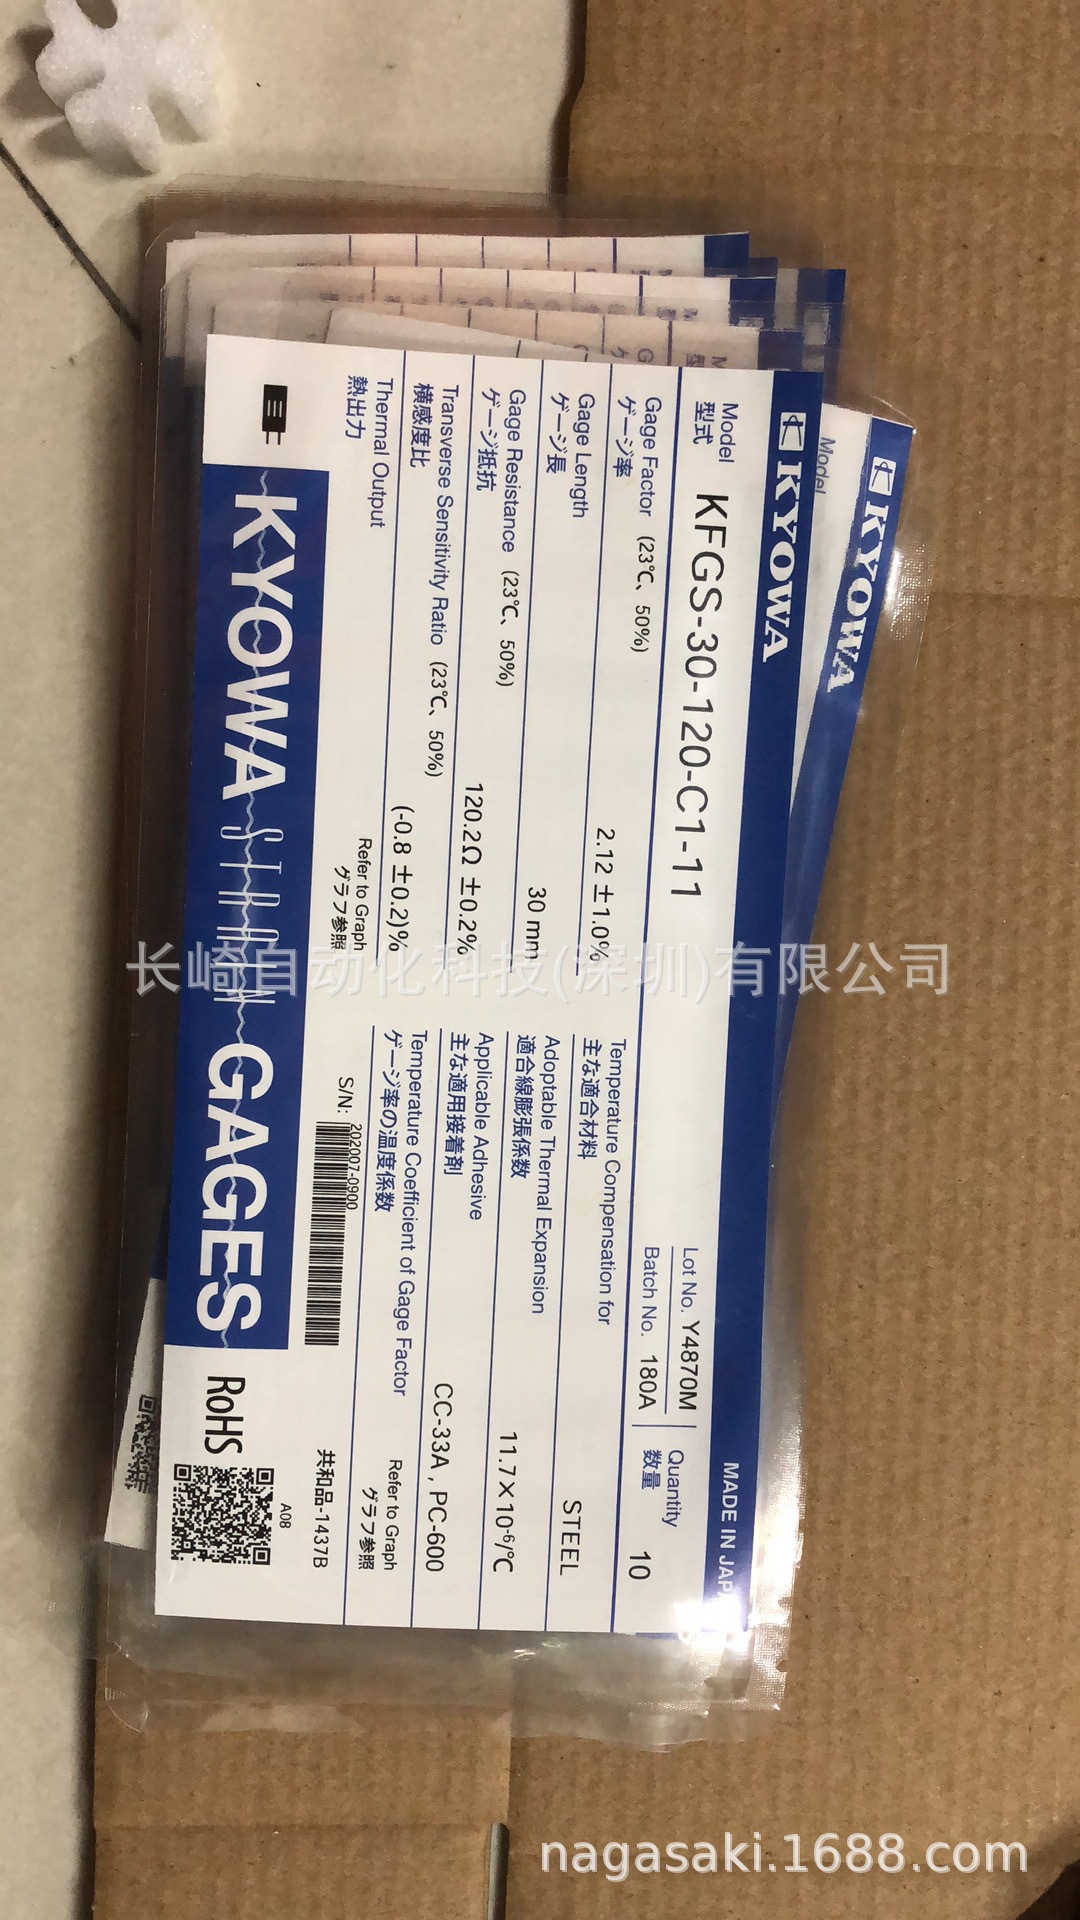 KYOWA
Model
KYOWA
MADE IN JAP
Model
型式
KFGS-30-120-C1-11
Lot No. Y4870M
Batch No. 180A
Quantity
数量
10
Gage Factor (23℃、50%)
ゲージ率
2.12 ±1.0%
Gage Length
ゲージ長
30 mm
Gage Resistance (23℃、50%)
ゲージ抵抗
120.2Ω ±0.2%
Transverse Sensitivity Ratio (23℃、50%)
横感度比
(-0.8 ±0.2)%
Thermal Output
熱出力
Refer to Graph
グラフ参照
Temperature Compensation for
主な適合材料
STEEL
Adoptable Thermal Expansion
適合線膨張係数
11.7×10-6/℃
Applicable Adhesive
主な適用接着剤
CC-33A , PC-600
Temperature Coefficient of Gage Factor
ゲージ率の温度係数
Refer to Graph
グラフ参照
S/N:
202007-0900
共和品-1437B
A08
KYOWA STRAIN GAGES
RoHS
长崎自动化科技(深圳)有限公司
nagasaki.1688.com